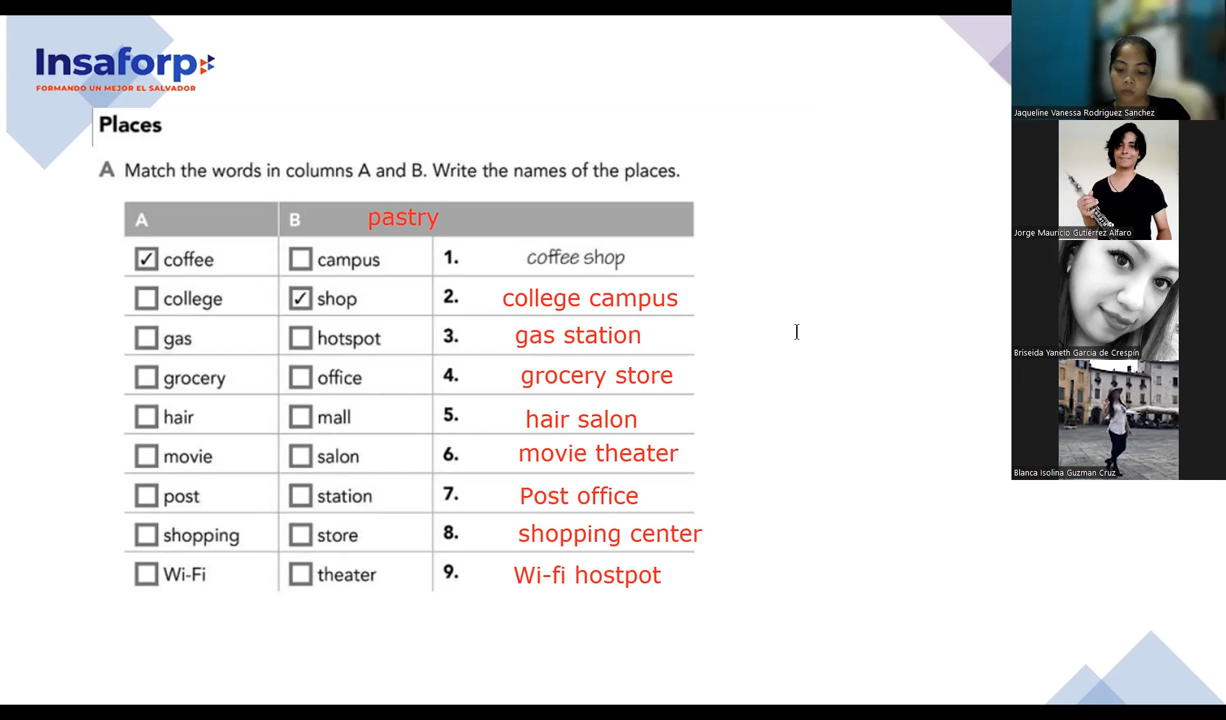 Insaforp
FORMANDO UN MEJOR EL SALVADOR
Places
A Match the words in columns A and B. Write the names of the places.
A B pastry
✓ coffee campus 1. coffee shop
college ✓ shop 2. college campus
gas hotspot 3. gas station
grocery office 4. grocery store
hair mall 5. hair salon
movie salon 6. movie theater
post station 7. Post office
shopping store 8. shopping center
Wi-Fi theater 9. Wi-fi hostpot
Jaqueline Vanessa Rodriguez Sanchez
Jorge Mauricio Gutiérrez Alfaro
Briseida Yaneth Garcia de Crespín
Blanca Isolina Guzman Cruz